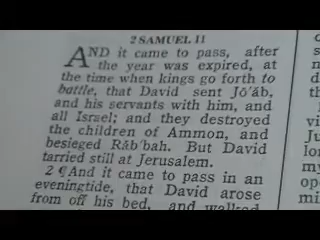 2 SAMUEL 11
AND it came to pass, after
the year was expired, at
the time when kings go forth to
battle, that David sent Jō´ăb,
and his servants with him, and
all Israel; and they destroyed
the children of Ammon, and
besieged Răb´bah. But David
tarried still at Jerusalem.
2 ¶And it came to pass in an
eveningtide, that David arose
from off his bed, and walked